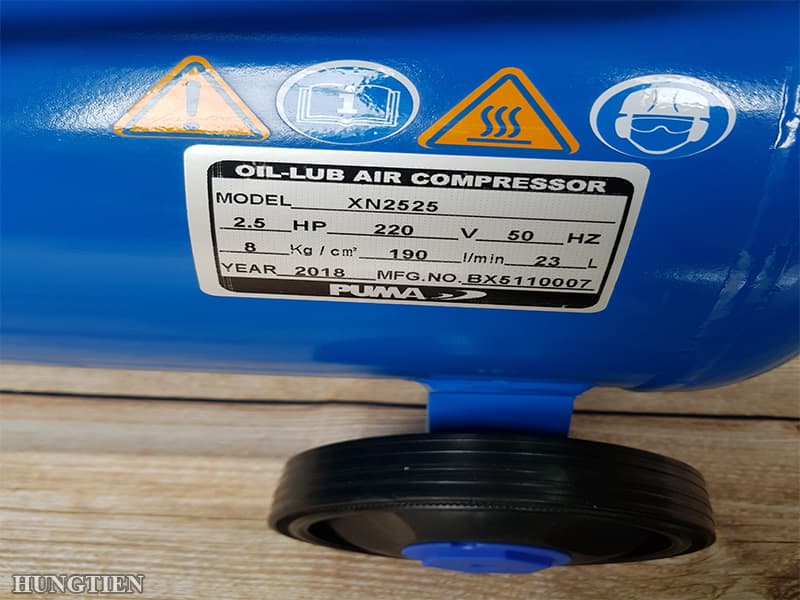 OIL-LUB AIR COMPRESSOR
MODEL XN2525
2.5 HP 220 V 50 HZ
8 Kg / cm² 190 l/min 23 L
YEAR 2018 MFG.NO. BX5110007
PUMA
HUNGTIEN